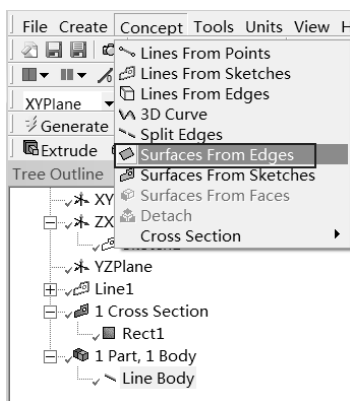 File Create Concept Tools Units View
Lines From Points
Lines From Sketches
Lines From Edges
XYPlane
3D Curve
Generate
Split Edges
Extrude
Surfaces From Edges
Tree Outline
Surfaces From Sketches
XY
Surfaces From Faces
ZX
Detach
Cross Section
YZPlane
Line1
1 Cross Section
Rect1
1 Part, 1 Body
Line Body